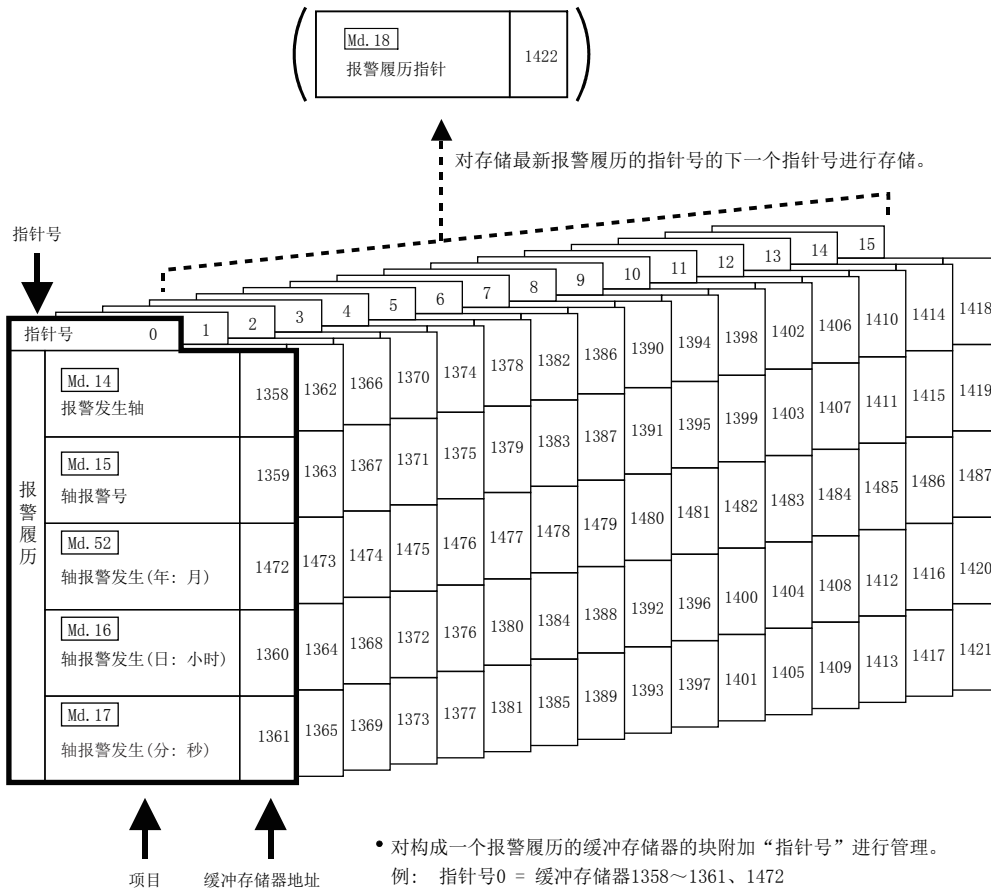 Md.18
报警履历指针
1422
对存储最新报警履历的指针号的下一个指针号进行存储。
指针号
指针号 0 1 2 3 4 5 6 7 8 9 10 11 12 13 14 15
报警履历
Md.14
报警发生轴
1358 1362 1366 1370 1374 1378 1382 1386 1390 1394 1398 1402 1406 1410 1414 1418
Md.15
轴报警号
1359 1363 1367 1371 1375 1379 1383 1387 1391 1395 1399 1403 1407 1411 1415 1419
Md.52
轴报警发生(年: 月)
1472 1473 1474 1475 1476 1477 1478 1479 1480 1481 1482 1483 1484 1485 1486 1487
Md.16
轴报警发生(日: 小时)
1360 1364 1368 1372 1376 1380 1384 1388 1392 1396 1400 1404 1408 1412 1416 1420
Md.17
轴报警发生(分: 秒)
1361 1365 1369 1373 1377 1381 1385 1389 1393 1397 1401 1405 1409 1413 1417 1421
项目
缓冲存储器地址
• 对构成一个报警履历的缓冲存储器的块附加“指针号”进行管理。
例: 指针号0 = 缓冲存储器1358～1361、1472